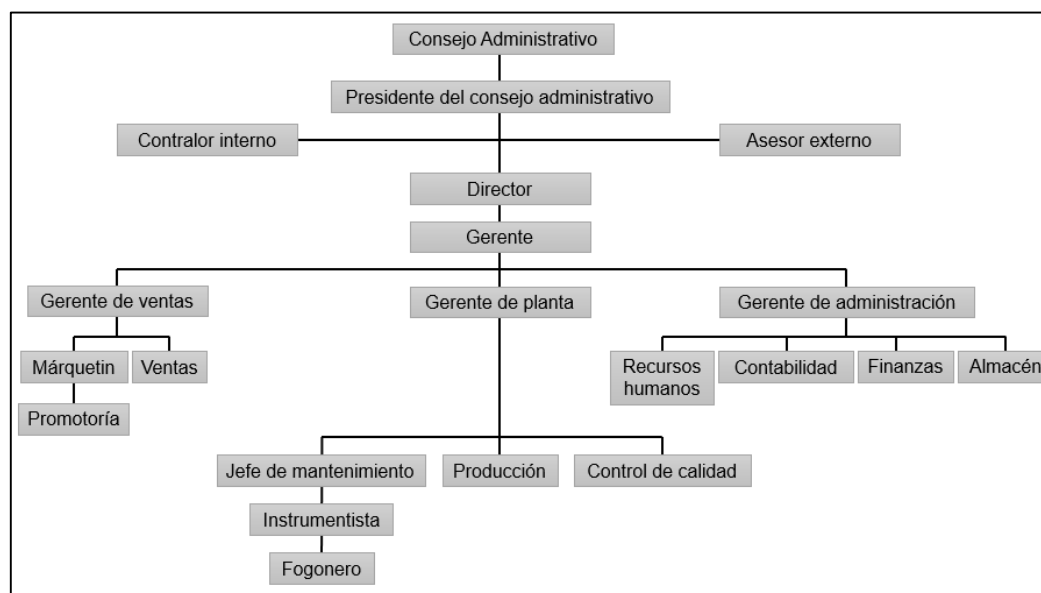 Consejo Administrativo
Presidente del consejo administrativo
Contralor interno
Asesor externo
Director
Gerente
Gerente de ventas
Gerente de planta
Gerente de administración
Márquetin
Ventas
Recursos
humanos
Contabilidad
Finanzas
Almacén
Promotoría
Jefe de mantenimiento
Producción
Control de calidad
Instrumentista
Fogonero